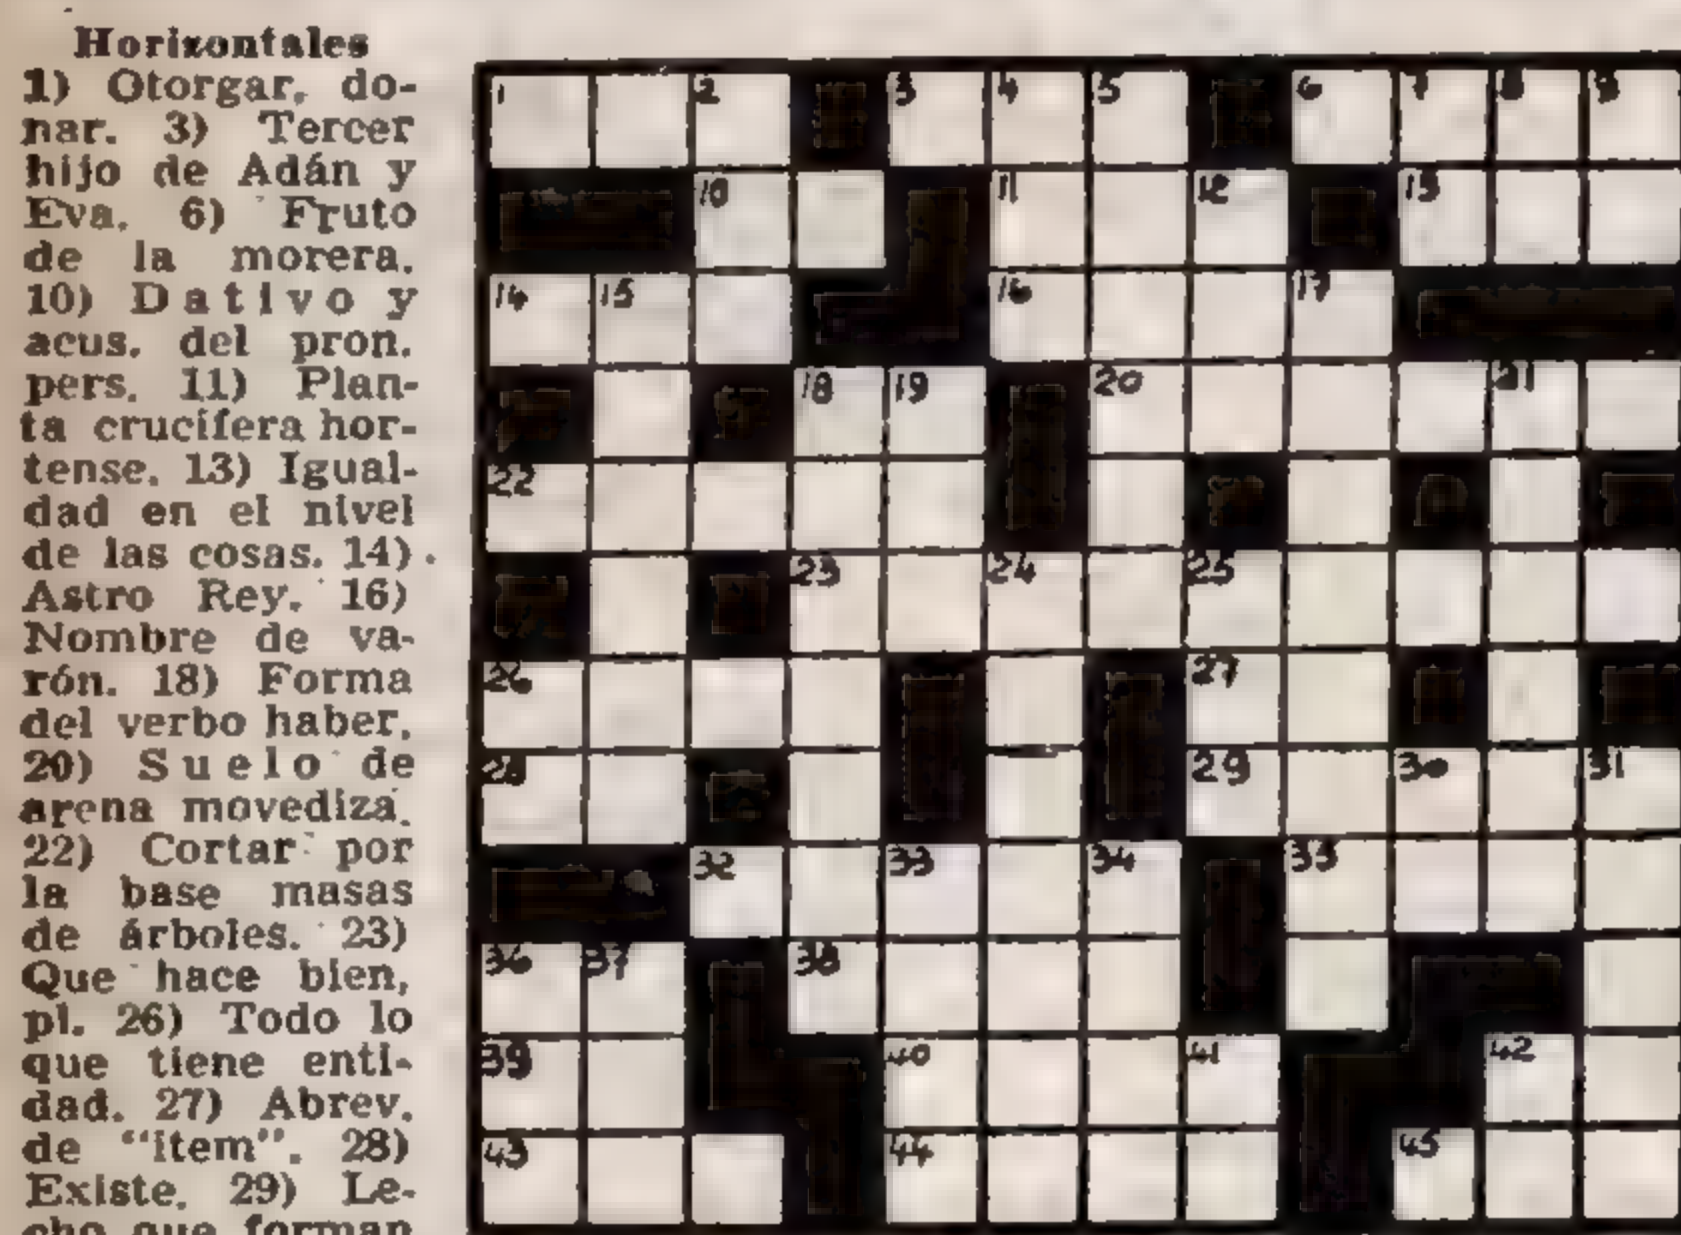 Horizontales
1) Otorgar, do-
nar. 3) Tercer
hijo de Adán y
Eva. 6) Fruto
de la morera.
10) Dativo y
acus. del pron.
pers. 11) Plan-
ta crucífera hor-
tense. 13) Igual-
dad en el nivel
de las cosas. 14)
Astro Rey. 16)
Nombre de va-
rón. 18) Forma
del verbo haber.
20) Suelo de
arena movediza.
22) Cortar por
la base masas
de árboles. 23)
Que hace bien,
pl. 26) Todo lo
que tiene enti-
dad. 27) Abrev.
de "item". 28)
Existe. 29) Le-
cho que forman
1 2 3 4 5 6 7 8 9
10 11 12 13
14 15 16 17
18 19 20 21
22
23 24 25
26 27
28 29 30 31
32 33 34 35
36 37 38
39 40 41 42
43 44 45